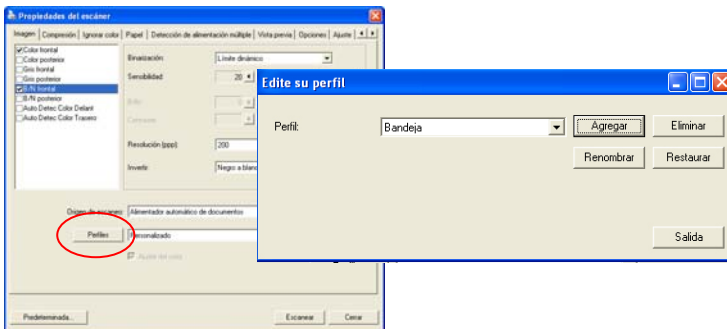 Propiedades del escáner
Imagen | Compresión | Ignorar color | Papel | Detección de alimentación múltiple | Vista previa | Opciones | Ajuste
Color frontal
Color posterior
Gris frontal
Gris posterior
B/N frontal
B/N posterior
Auto Detec Color Delant
Auto Detec Color Trasero
Binarización: Límite dinámico
Sensibilidad: 20
Brillo:
Contraste:
Resolución (ppp): 200
Invertir: Negro a blanc
Origen de escaneo: Alimentador automático de documentos
Perfiles Personalizado
Predeterminada... Escanear Cerrar
Edite su perfil
Perfil: Bandeja Agregar Eliminar
Renombrar Restaurar
Salida